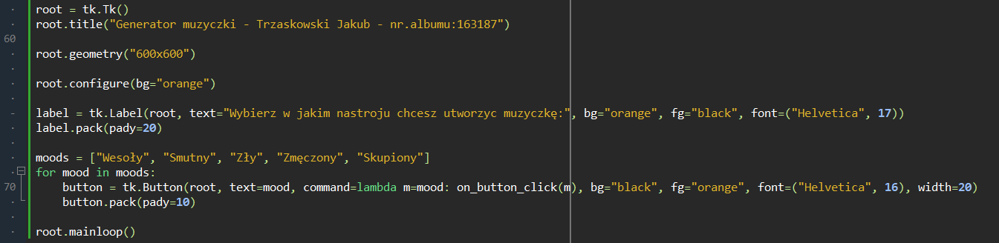 root = tk.Tk()
root.title("Generator muzyczki - Trzaskowski Jakub - nr.albumu:163187")
60
root.geometry("600x600")
root.configure(bg="orange")
label = tk.Label(root, text="Wybierz w jakim nastroju chcesz utworzyc muzyczkę:", bg="orange", fg="black", font=("Helvetica", 17))
label.pack(pady=20)
moods = ["Wesoły", "Smutny", "Zły", "Zmęczony", "Skupiony"]
for mood in moods:
70 button = tk.Button(root, text=mood, command=lambda m=mood: on_button_click(m), bg="black", fg="orange", font=("Helvetica", 16), width=20)
button.pack(pady=10)
root.mainloop()